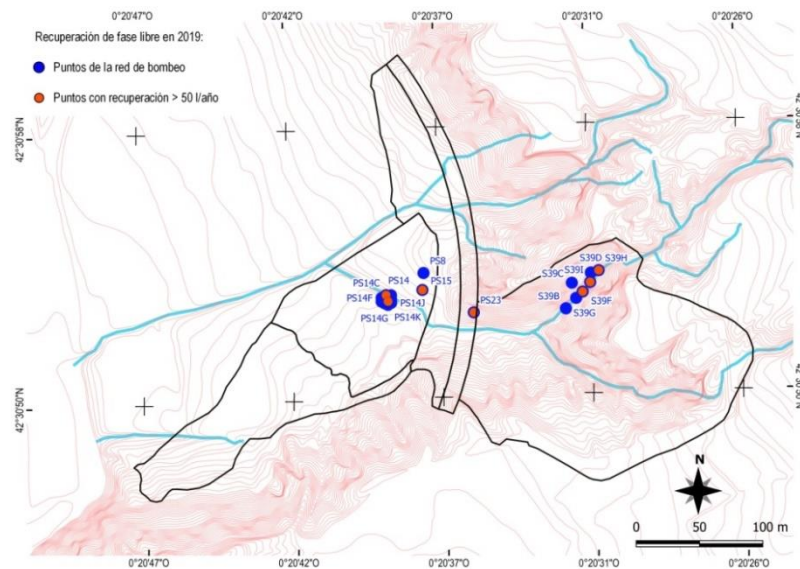 0°20'47"O 0°20'42"O 0°20'37"O 0°20'31"O 0°20'26"O
Recuperación de fase libre en 2019:
Puntos de la red de bombeo
Puntos con recuperación > 50 l/año
42°30'58"N
PS8
S39D S39H
S39C S39I
PS14C PS14 PS15
PS14F PS14J PS23 S39B S39F
PS14G PS14K S39G
42°30'50"N
N
0 50 100 m
0°20'47"O 0°20'42"O 0°20'37"O 0°20'31"O 0°20'26"O